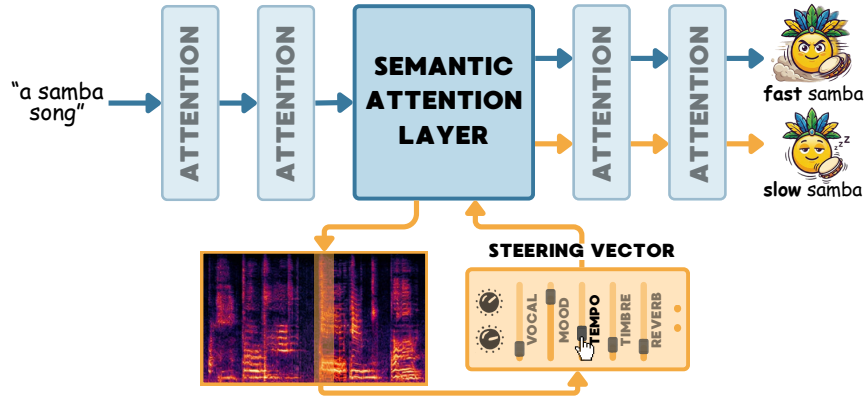 “a samba
song”
ATTENTION
ATTENTION
SEMANTIC
ATTENTION
LAYER
ATTENTION
ATTENTION
fast samba
zzz
slow samba
STEERING VECTOR
VOCAL
MOOD
TEMPO
TIMBRE
REVERB